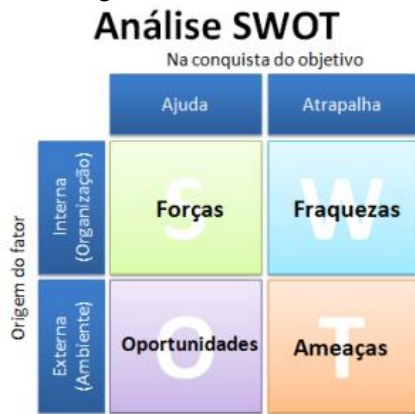 Análise SWOT
Na conquista do objetivo
Ajuda
Atrapalha
Origem do fator
Interna
(Organização)
S
Forças
W
Fraquezas
Externa
(Ambiente)
O
Oportunidades
T
Ameaças